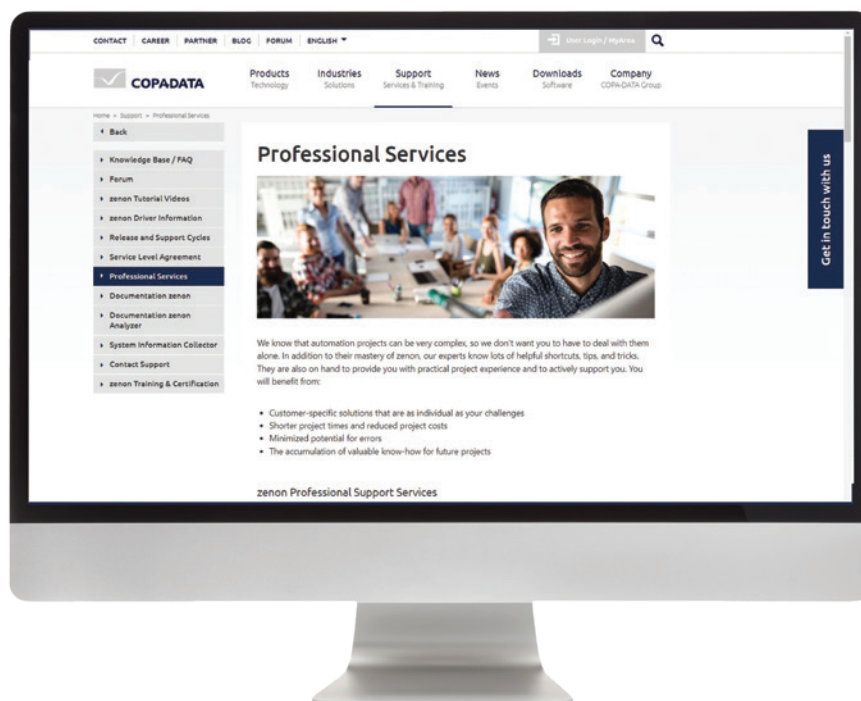 CONTACT CAREER PARTNER BLOG FORUM ENGLISH User Login / MyArea
COPADATA
Products Industries Support News Downloads Company
Technology Solutions Services & Training Events Software COPA-DATA Group
Home » Support » Professional Services
Back
Knowledge Base / FAQ
Forum
zenon Tutorial Videos
zenon Driver Information
Release and Support Cycles
Service Level Agreement
Professional Services
Documentation zenon
Documentation zenon
Analyzer
System Information Collector
Contact Support
zenon Training & Certification
Professional Services
We know that automation projects can be very complex, so we don't want you to have to deal with them
alone. In addition to their mastery of zenon, our experts know lots of helpful shortcuts, tips, and tricks.
They are also on hand to provide you with practical project experience and to actively support you. You
will benefit from:
• Customer-specific solutions that are as individual as your challenges
• Shorter project times and reduced project costs
• Minimized potential for errors
• The accumulation of valuable know-how for future projects
zenon Professional Support Services
Get in touch with us